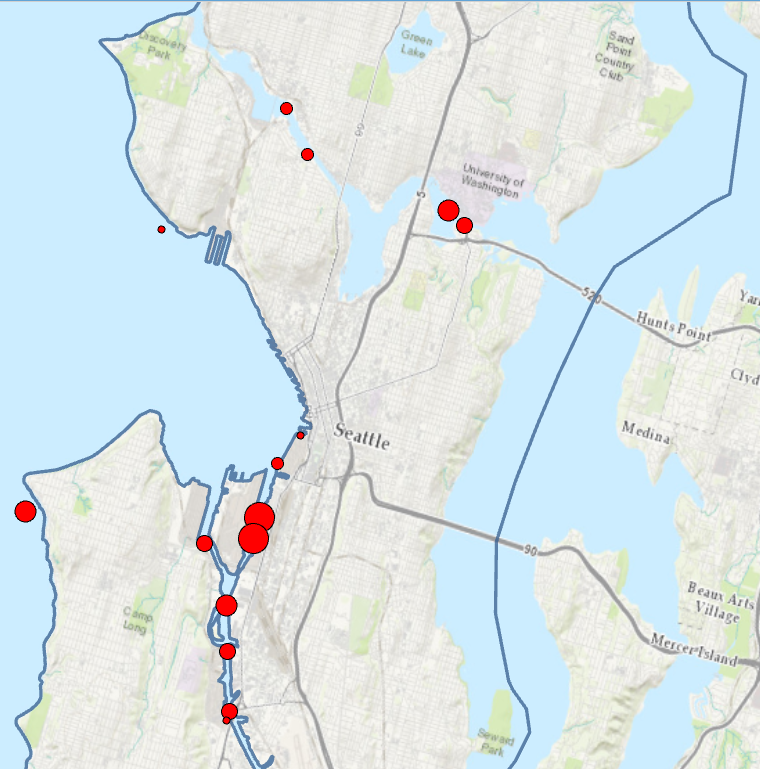 Discovery
Park
Green
Lake
Sand
Point
Country
Club
99
University of
Washington
5
520
Hunts Point
Clyd
Medina
Seattle
90
Camp
Long
Beaux Arts
Village
Mercer Island
Seward
Park